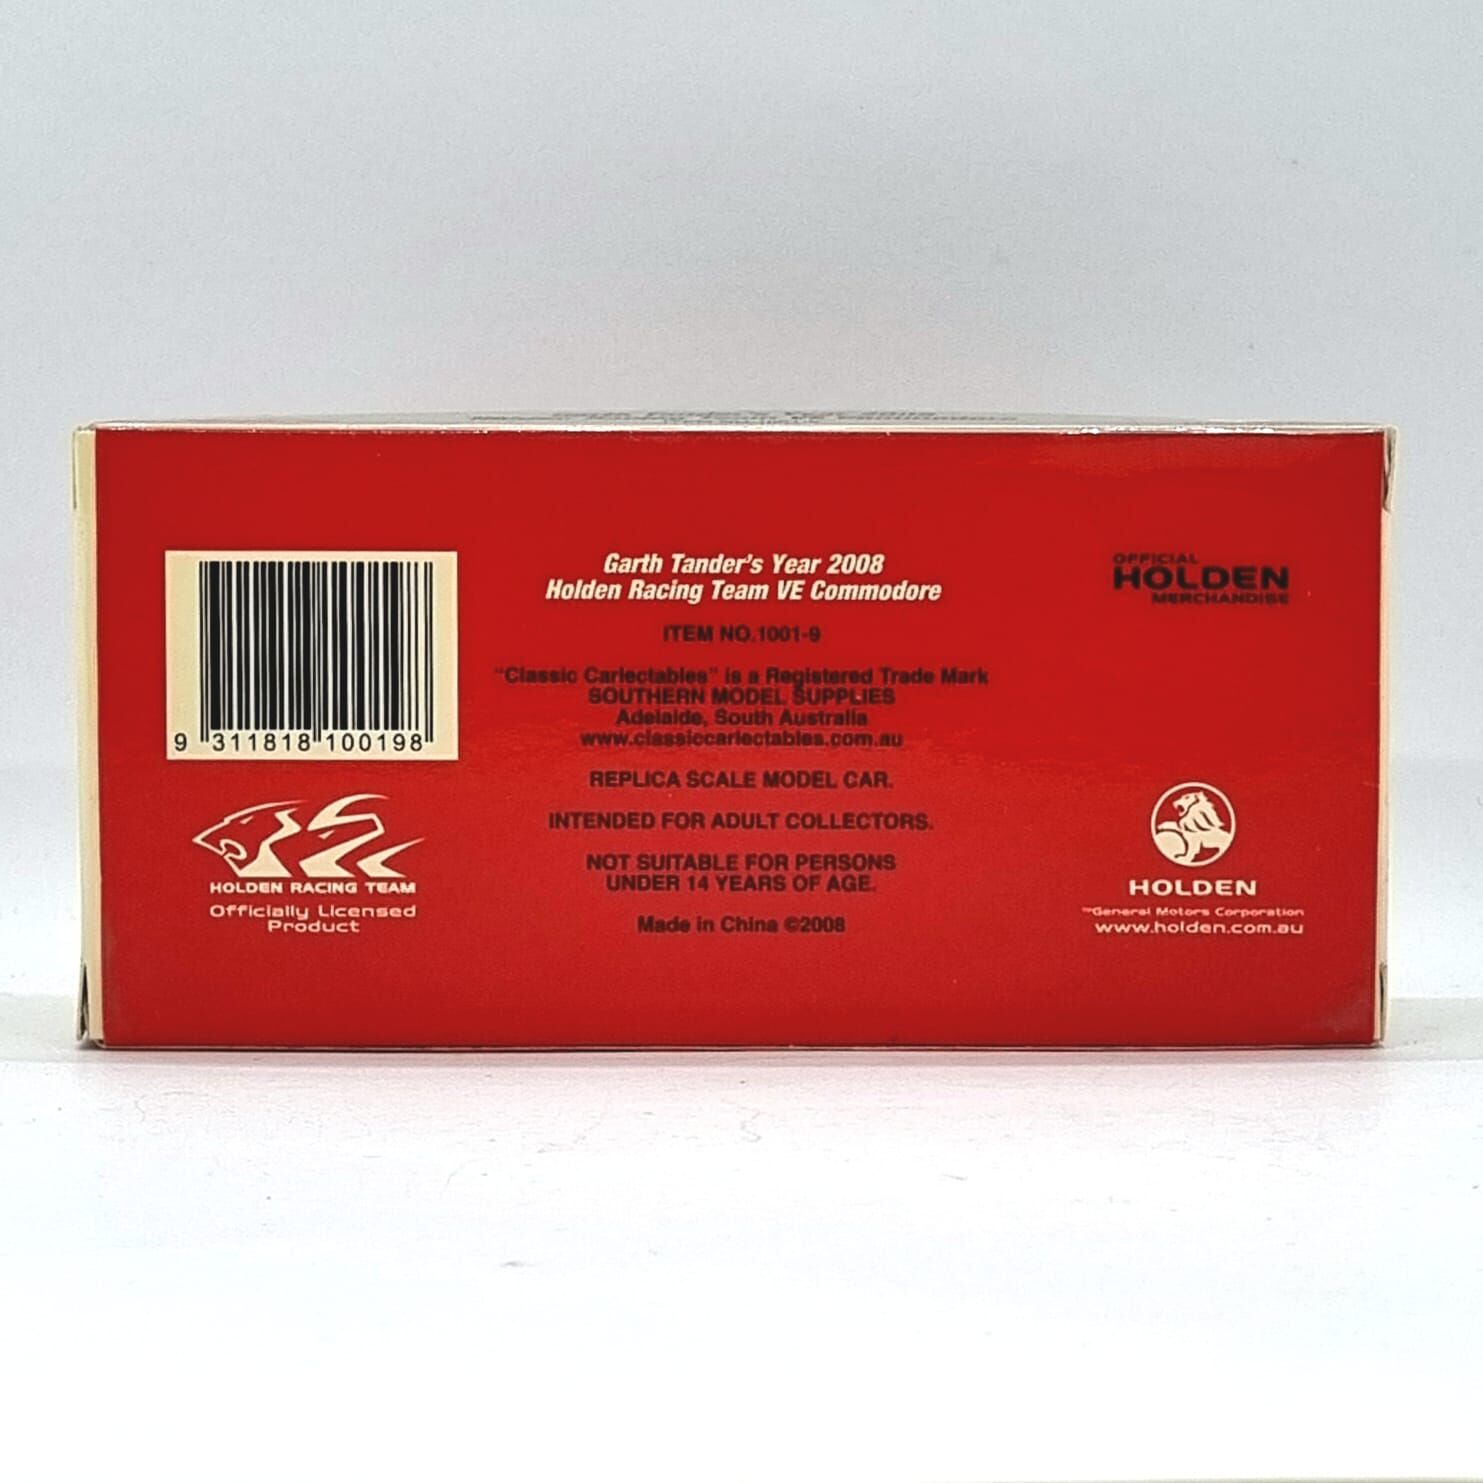 9 311818 100198
HOLDEN RACING TEAM
Officially Licensed
Product
Garth Tander's Year 2008
Holden Racing Team VE Commodore
ITEM NO.1001-9
"Classic Carlectables" is a Registered Trade Mark
SOUTHERN MODEL SUPPLIES
Adelaide, South Australia
www.classiccarlectables.com.au
REPLICA SCALE MODEL CAR.
INTENDED FOR ADULT COLLECTORS.
NOT SUITABLE FOR PERSONS
UNDER 14 YEARS OF AGE.
Made in China ©2008
OFFICIAL
HOLDEN
MERCHANDISE
HOLDEN
™General Motors Corporation
www.holden.com.au